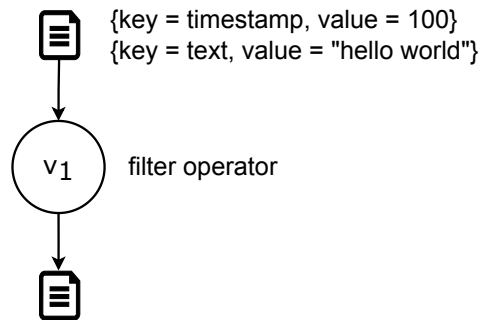 {key = timestamp, value = 100}
{key = text, value = "hello world"}
v1
filter operator